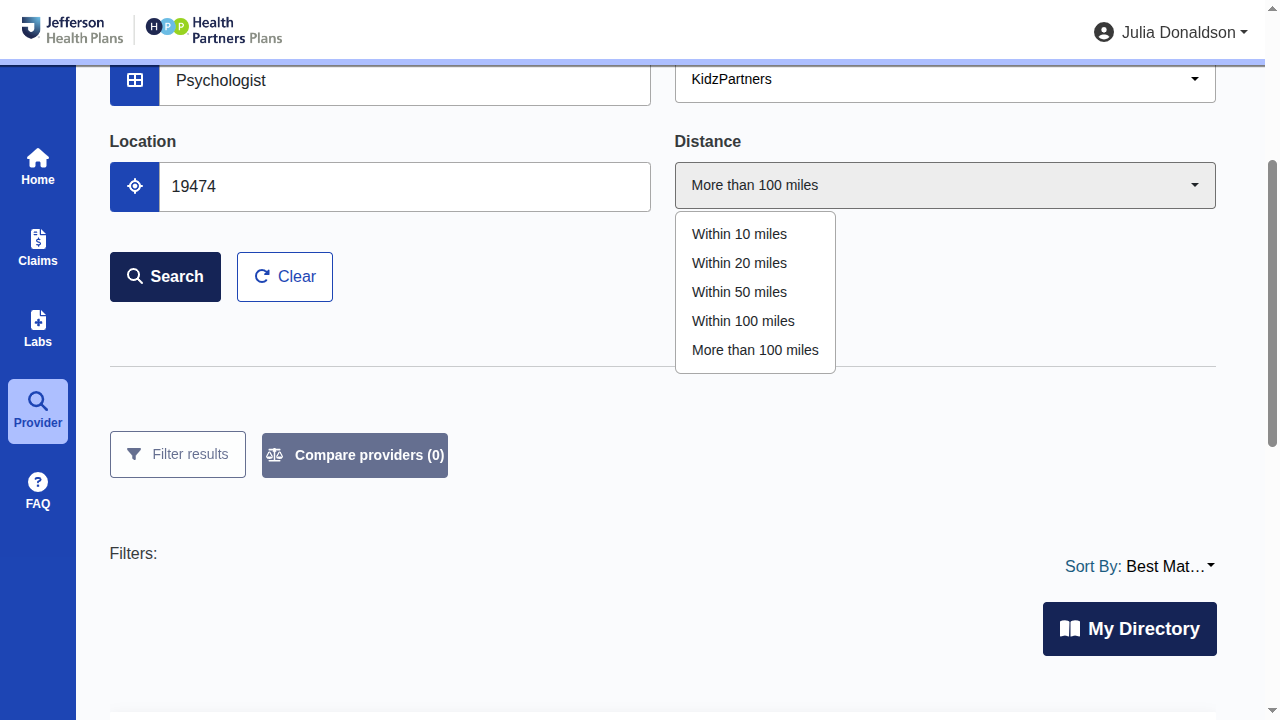 Jefferson
Health Plans
HPP
Health
Partners Plans
Julia Donaldson
Psychologist
KidzPartners
Location
Distance
19474
More than 100 miles
Within 10 miles
Within 20 miles
Within 50 miles
Within 100 miles
More than 100 miles
Search
Clear
Home
Claims
Labs
Provider
FAQ
Filter results
Compare providers (0)
Filters:
Sort By: Best Mat...
My Directory